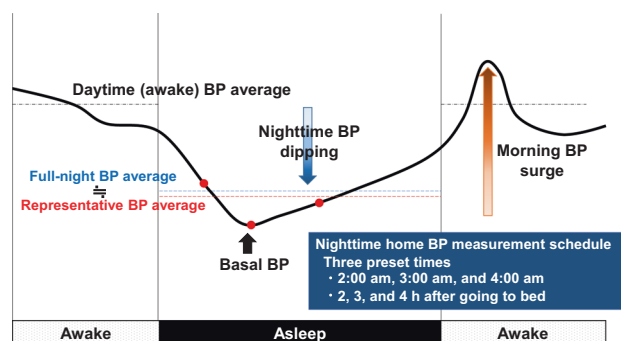 Daytime (awake) BP average
Nighttime BP
dipping
Morning BP
surge
Full-night BP average
≒
Representative BP average
Basal BP
Nighttime home BP measurement schedule
Three preset times
・2:00 am, 3:00 am, and 4:00 am
・2, 3, and 4 h after going to bed
Awake
Asleep
Awake